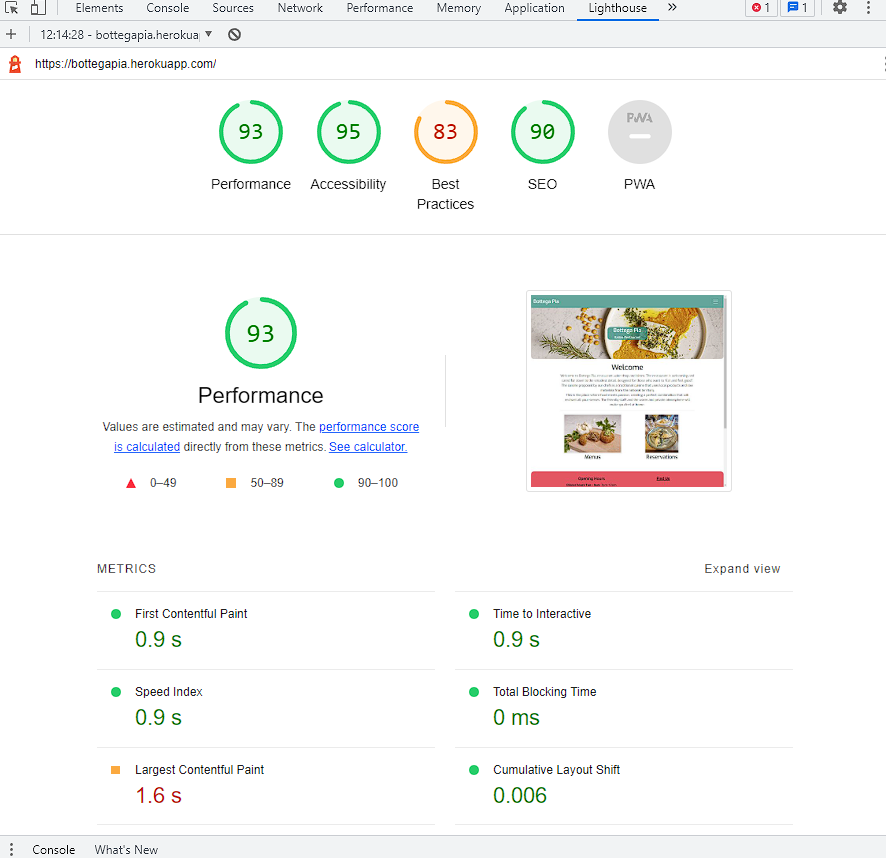 Elements Console Sources Network Performance Memory Application Lighthouse » 1 1
12:14:28 - bottegapia.herokua
https://bottegapia.herokuapp.com/
93 95 83 90 PWA
Performance Accessibility Best Practices SEO PWA
93
Performance
Values are estimated and may vary. The performance score
is calculated directly from these metrics. See calculator.
0–49 50–89 90–100
Bottega Pia
Bottega Pia
Welcome
Menus Reservations
Opening Hours Find Us
METRICS Expand view
First Contentful Paint Time to Interactive
0.9 s 0.9 s
Speed Index Total Blocking Time
0.9 s 0 ms
Largest Contentful Paint Cumulative Layout Shift
1.6 s 0.006
Console What's New